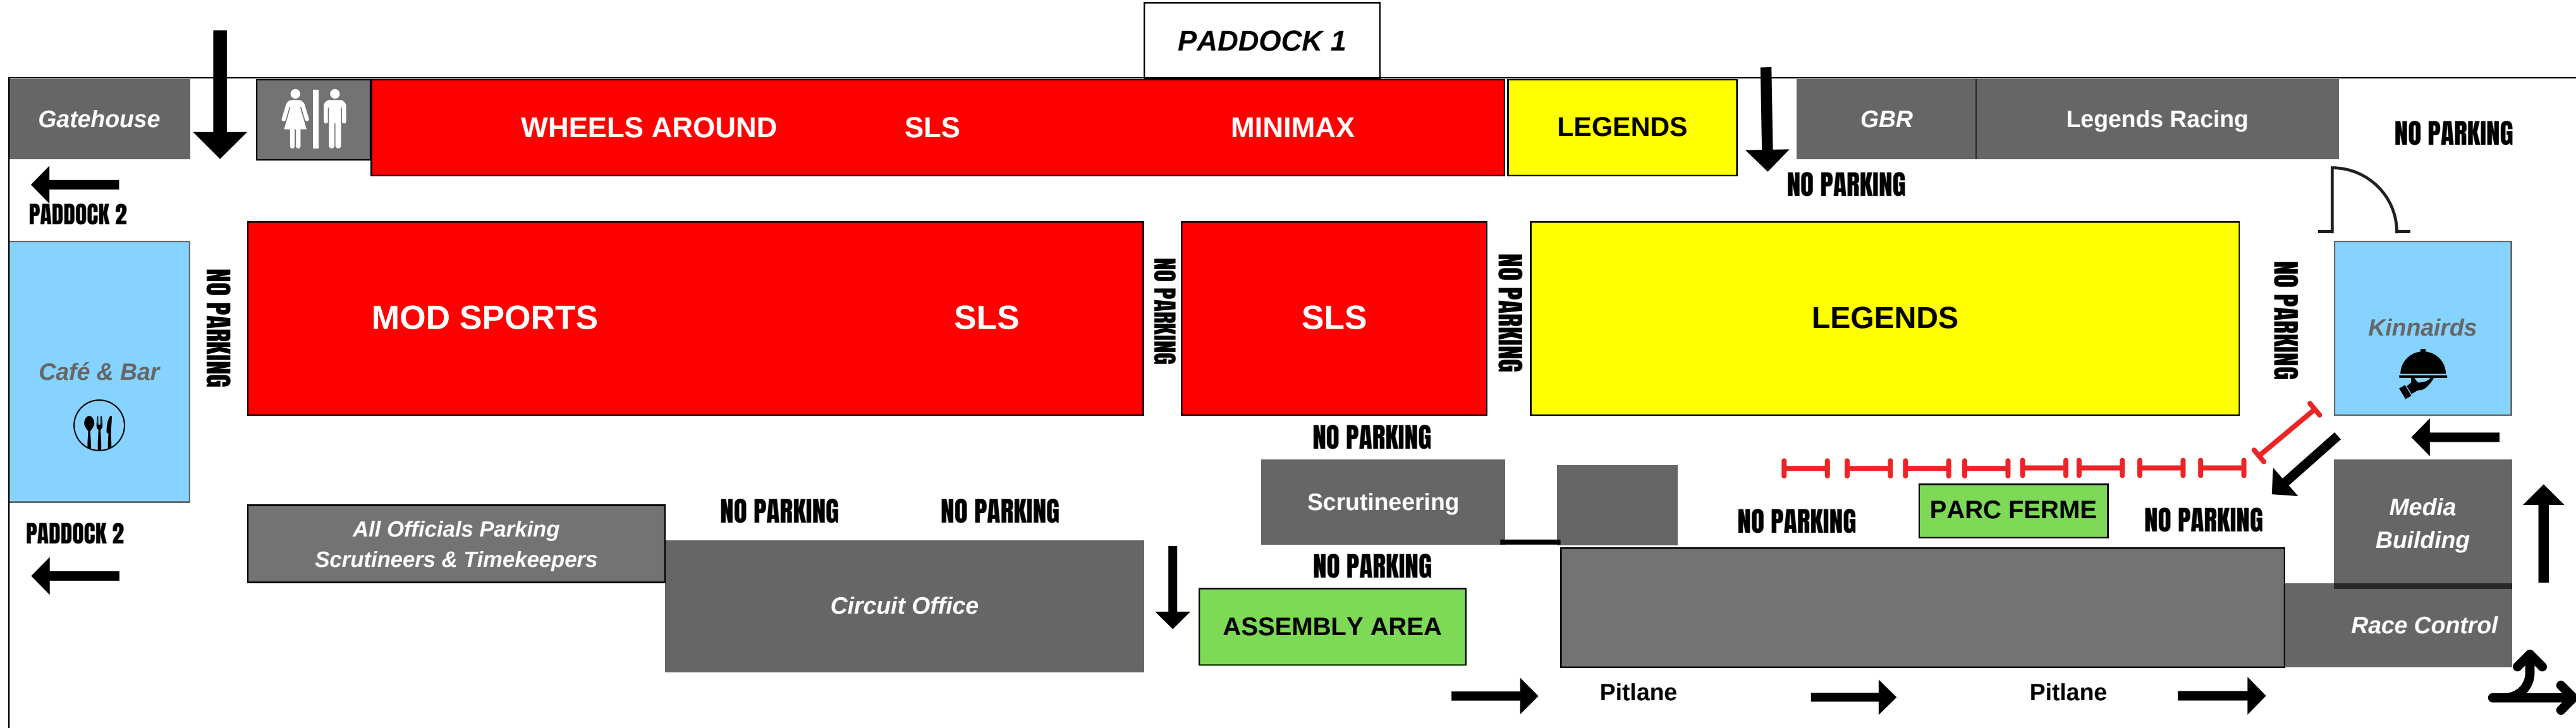 PADDOCK 1
Gatehouse
WHEELS AROUND
SLS
MINIMAX
LEGENDS
GBR
Legends Racing
NO PARKING
NO PARKING
PADDOCK 2
NO PARKING
MOD SPORTS
SLS
NO PARKING
SLS
NO PARKING
LEGENDS
NO PARKING
Kinnairds
Café & Bar
NO PARKING
Scrutineering
PADDOCK 2
All Officials Parking
Scrutineers & Timekeepers
NO PARKING
NO PARKING
NO PARKING
PARC FERME
NO PARKING
Media
Building
NO PARKING
Circuit Office
ASSEMBLY AREA
Race Control
Pitlane
Pitlane